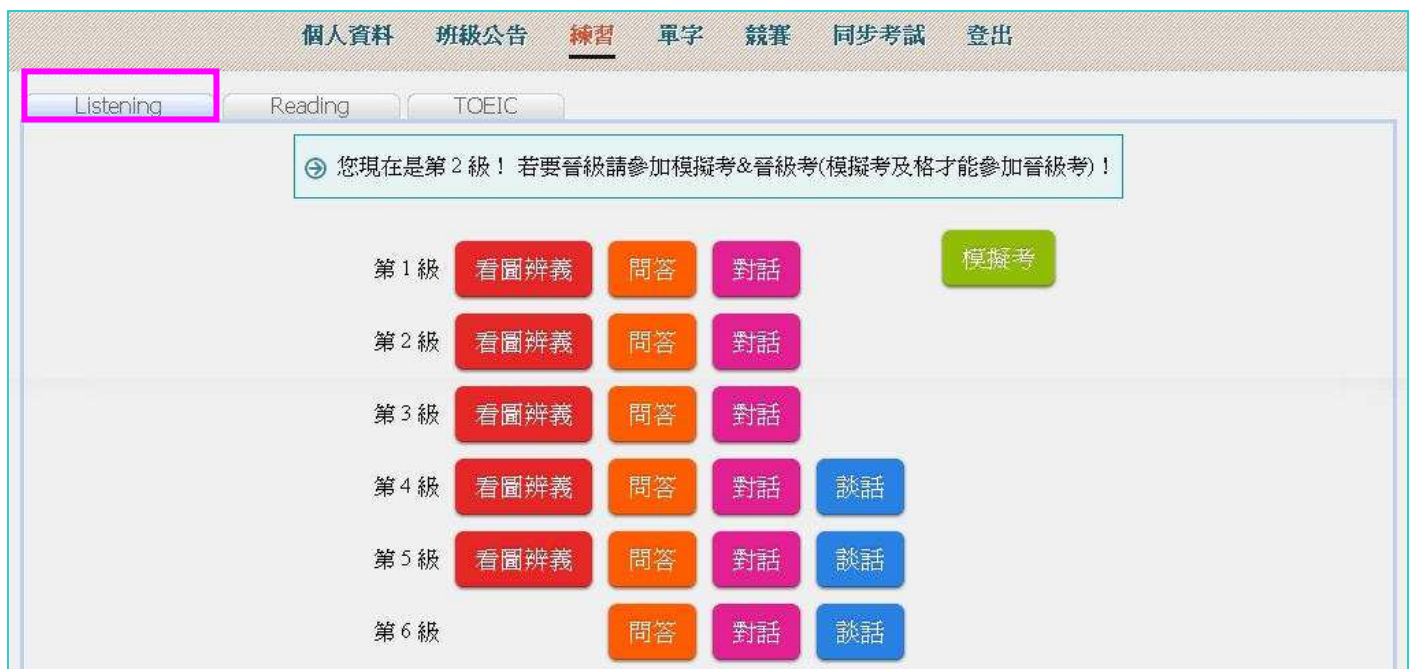 個人資料 班級公告 練習 單字 競賽 同步考試 登出
Listening Reading TOEIC
您現在是第2級！若要晉級請參加模擬考&晉級考(模擬考及格才能參加晉級考)！
模擬考
第1級 看圖辨義 問答 對話
第2級 看圖辨義 問答 對話
第3級 看圖辨義 問答 對話
第4級 看圖辨義 問答 對話 談話
第5級 看圖辨義 問答 對話 談話
第6級 問答 對話 談話